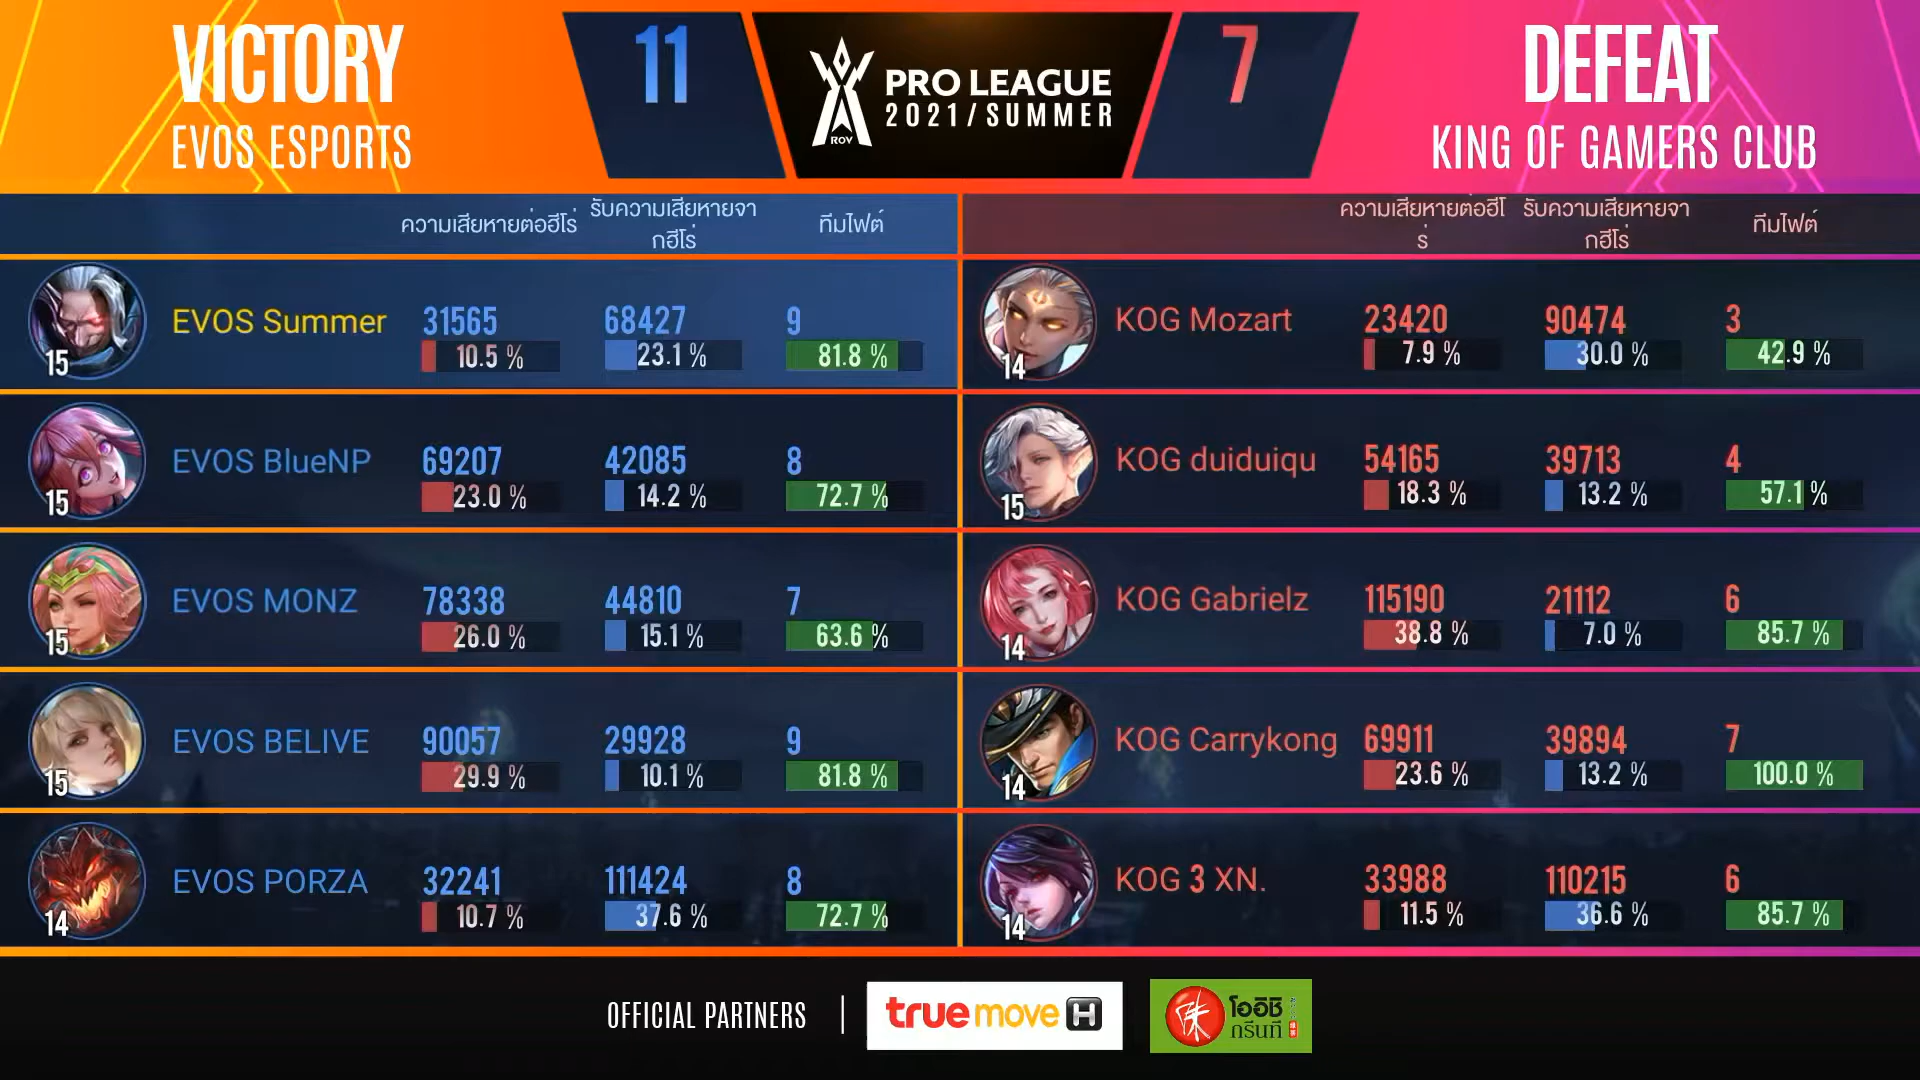 VICTORY
EVOS ESPORTS
11
ROV
PRO LEAGUE
2021/SUMMER
7
DEFEAT
KING OF GAMERS CLUB
ความเสียหายต่อฮีโร่
รับความเสียหายจา
กฮีโร่
ทีมไฟต์
ความเสียหายต่อฮีโ
ร่
รับความเสียหายจา
กฮีโร่
ทีมไฟต์
15 EVOS Summer 31565 68427 9
10.5 % 23.1 % 81.8 %
14 KOG Mozart 23420 90474 3
7.9 % 30.0 % 42.9 %
15 EVOS BlueNP 69207 42085 8
23.0 % 14.2 % 72.7 %
15 KOG duiduiqu 54165 39713 4
18.3 % 13.2 % 57.1 %
15 EVOS MONZ 78338 44810 7
26.0 % 15.1 % 63.6 %
14 KOG Gabrielz 115190 21112 6
38.8 % 7.0 % 85.7 %
15 EVOS BELIVE 90057 29928 9
29.9 % 10.1 % 81.8 %
14 KOG Carrykong 69911 39894 7
23.6 % 13.2 % 100.0 %
14 EVOS PORZA 32241 111424 8
10.7 % 37.6 % 72.7 %
14 KOG 3 XN. 33988 110215 6
11.5 % 36.6 % 85.7 %
OFFICIAL PARTNERS
true move H
โออิชิ
กรีนที